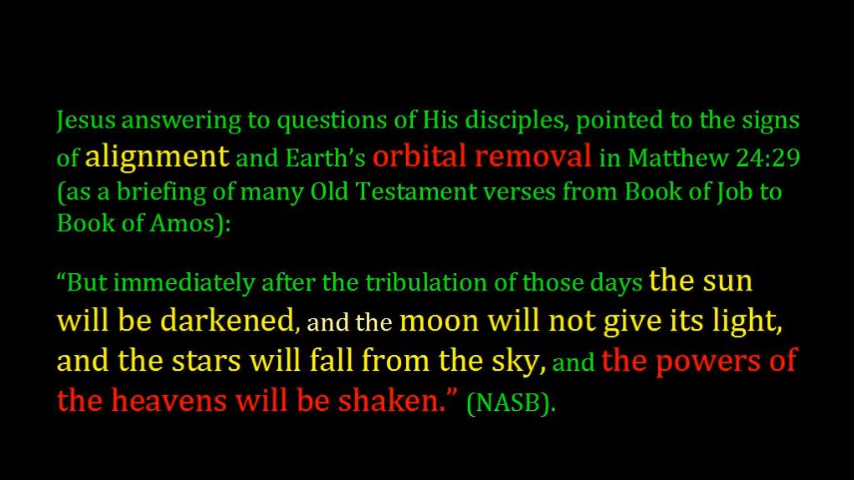 Jesus answering to questions of His disciples, pointed to the signs
of alignment and Earth’s orbital removal in Matthew 24:29
(as a briefing of many Old Testament verses from Book of Job to
Book of Amos):
“But immediately after the tribulation of those days the sun
will be darkened, and the moon will not give its light,
and the stars will fall from the sky, and the powers of
the heavens will be shaken.” (NASB).